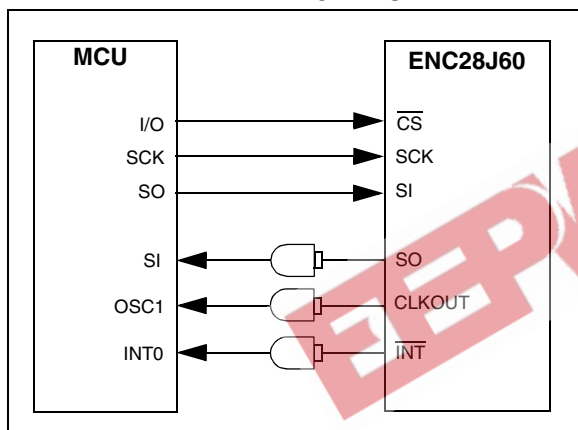 MCU
ENC28J60
I/O
CS
SCK
SCK
SO
SI
SI
SO
OSC1
CLKOUT
INT0
INT